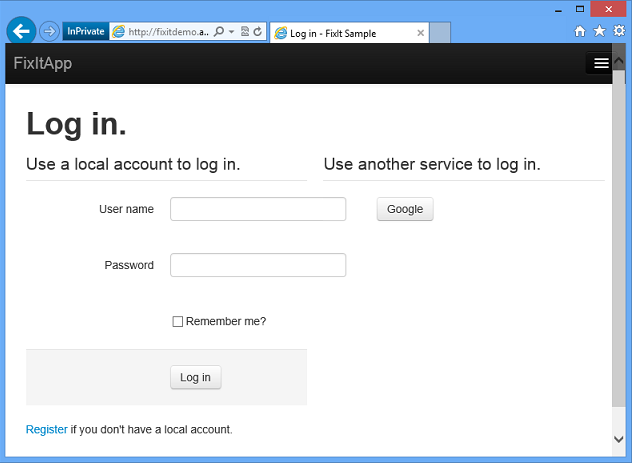 InPrivate
http://fixitdemo.a...
Log in - FixIt Sample
FixItApp
Log in.
Use a local account to log in.
Use another service to log in.
User name
Google
Password
Remember me?
Log in
Register if you don't have a local account.